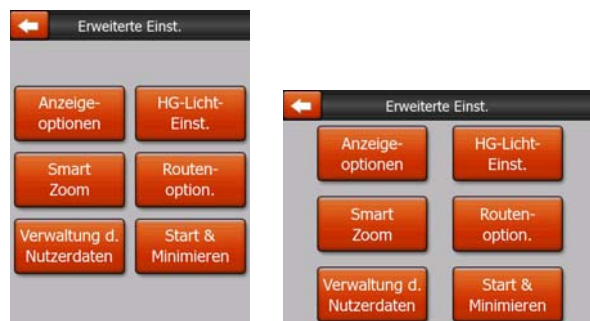 Erweiterte Einst.
Anzeige-
optionen
HG-Licht-
Einst.
Smart
Zoom
Routen-
option.
Verwaltung d.
Nutzerdaten
Start &
Minimieren
Erweiterte Einst.
Anzeige-
optionen
HG-Licht-
Einst.
Smart
Zoom
Routen-
option.
Verwaltung d.
Nutzerdaten
Start &
Minimieren